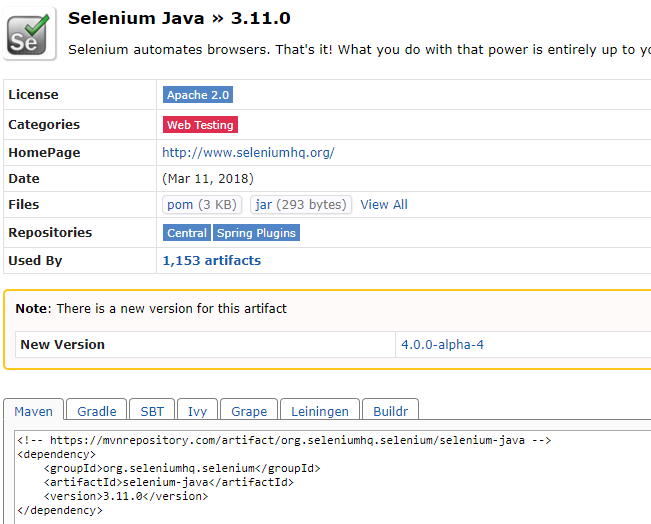 Se
Selenium Java » 3.11.0
Selenium automates browsers. That's it! What you do with that power is entirely up to
License Apache 2.0
Categories Web Testing
HomePage http://www.seleniumhq.org/
Date (Mar 11, 2018)
Files pom (3 KB) jar (293 bytes) View All
Repositories Central Spring Plugins
Used By 1,153 artifacts
Note: There is a new version for this artifact
New Version 4.0.0-alpha-4
Maven Gradle SBT Ivy Grape Leiningen Buildr
<!-- https://mvnrepository.com/artifact/org.seleniumhq.selenium/selenium-java -->
<dependency>
    <groupId>org.seleniumhq.selenium</groupId>
    <artifactId>selenium-java</artifactId>
    <version>3.11.0</version>
</dependency>